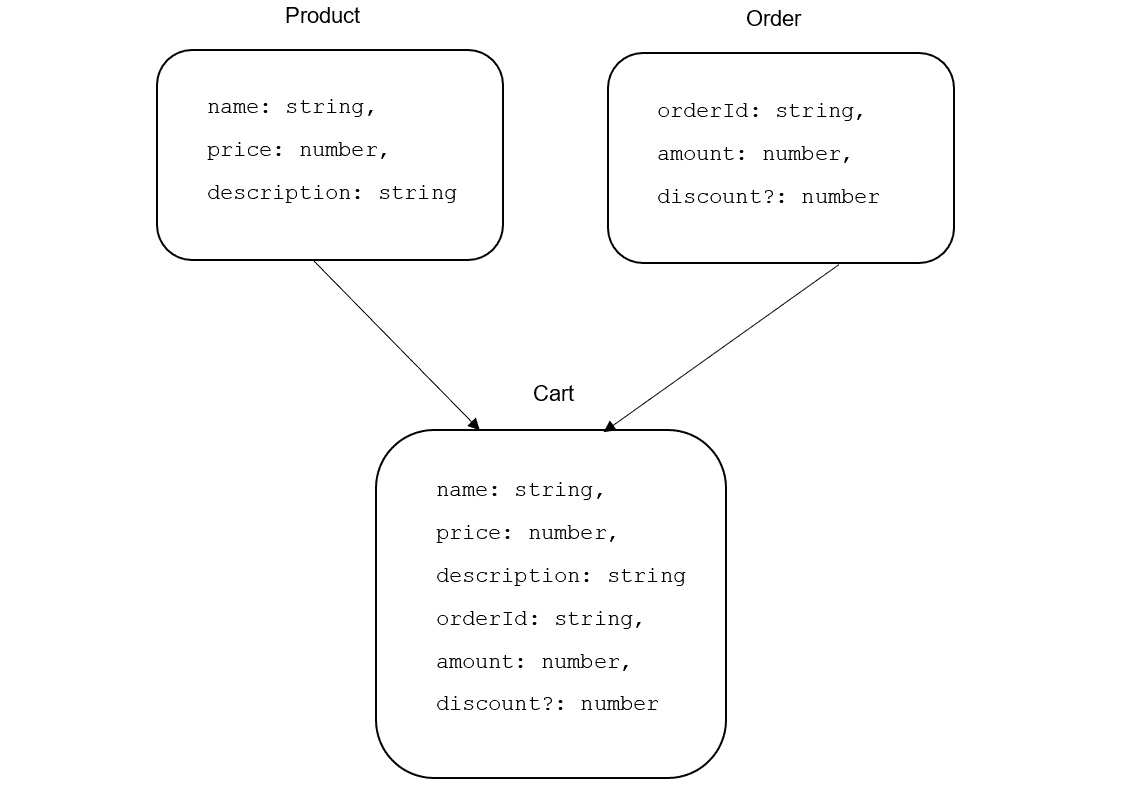 Product
name: string,
price: number,
description: string
Order
orderId: string,
amount: number,
discount?: number
Cart
name: string,
price: number,
description: string
orderId: string,
amount: number,
discount?: number